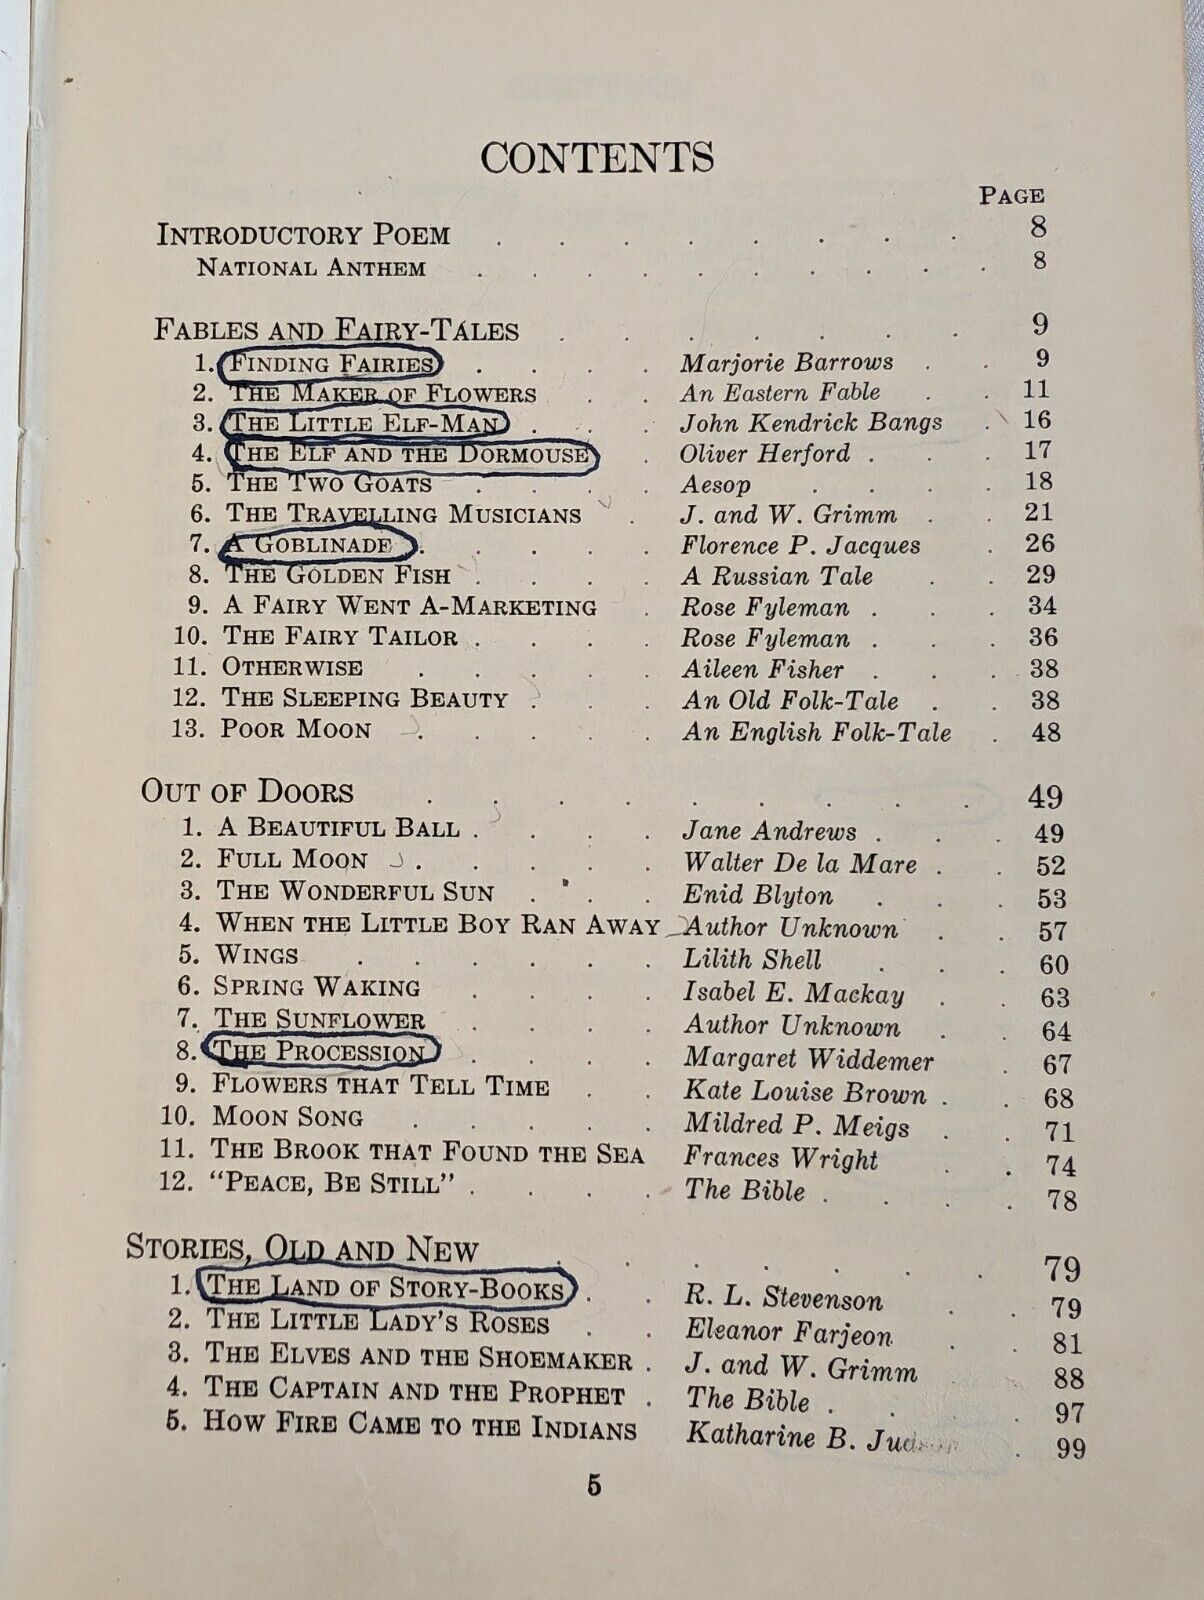 CONTENTS
PAGE
INTRODUCTORY POEM . . . . . . . . 8
NATIONAL ANTHEM . . . . . . . . . 8
FABLES AND FAIRY-TALES . . . . . . . 9
1. FINDING FAIRIES . . . . Marjorie Barrows . . 9
2. THE MAKER OF FLOWERS . . An Eastern Fable . . 11
3. THE LITTLE ELF-MAN . . . John Kendrick Bangs . 16
4. THE ELF AND THE DORMOUSE . Oliver Herford . . . 17
5. THE TWO GOATS . . . . Aesop . . . . 18
6. THE TRAVELLING MUSICIANS . J. and W. Grimm . . 21
7. A GOBLINADE . . . . . Florence P. Jacques . 26
8. THE GOLDEN FISH . . . . A Russian Tale . . 29
9. A FAIRY WENT A-MARKETING . Rose Fyleman . . . 34
10. THE FAIRY TAILOR . . . . Rose Fyleman . . . 36
11. OTHERWISE . . . . . Aileen Fisher . . . 38
12. THE SLEEPING BEAUTY . . . An Old Folk-Tale . . 38
13. POOR MOON . . . . . An English Folk-Tale . 48
OUT OF DOORS . . . . . . . . . 49
1. A BEAUTIFUL BALL . . . . Jane Andrews . . . 49
2. FULL MOON . . . . . Walter De la Mare . . 52
3. THE WONDERFUL SUN . . . Enid Blyton . . . 53
4. WHEN THE LITTLE BOY RAN AWAY Author Unknown . . 57
5. WINGS . . . . . . Lilith Shell . . . 60
6. SPRING WAKING . . . . Isabel E. Mackay . . 63
7. THE SUNFLOWER . . . . Author Unknown . . 64
8. THE PROCESSION . . . . Margaret Widdemer . 67
9. FLOWERS THAT TELL TIME . . Kate Louise Brown . . 68
10. MOON SONG . . . . . Mildred P. Meigs . . 71
11. THE BROOK THAT FOUND THE SEA Frances Wright . . 74
12. "PEACE, BE STILL" . . . . The Bible . . . . 78
STORIES, OLD AND NEW . . . . . . . 79
1. THE LAND OF STORY-BOOKS . . R. L. Stevenson . . 79
2. THE LITTLE LADY'S ROSES . . Eleanor Farjeon . . 81
3. THE ELVES AND THE SHOEMAKER . J. and W. Grimm . . 88
4. THE CAPTAIN AND THE PROPHET . The Bible . . . . 97
5. HOW FIRE CAME TO THE INDIANS Katharine B. Judson . 99
5